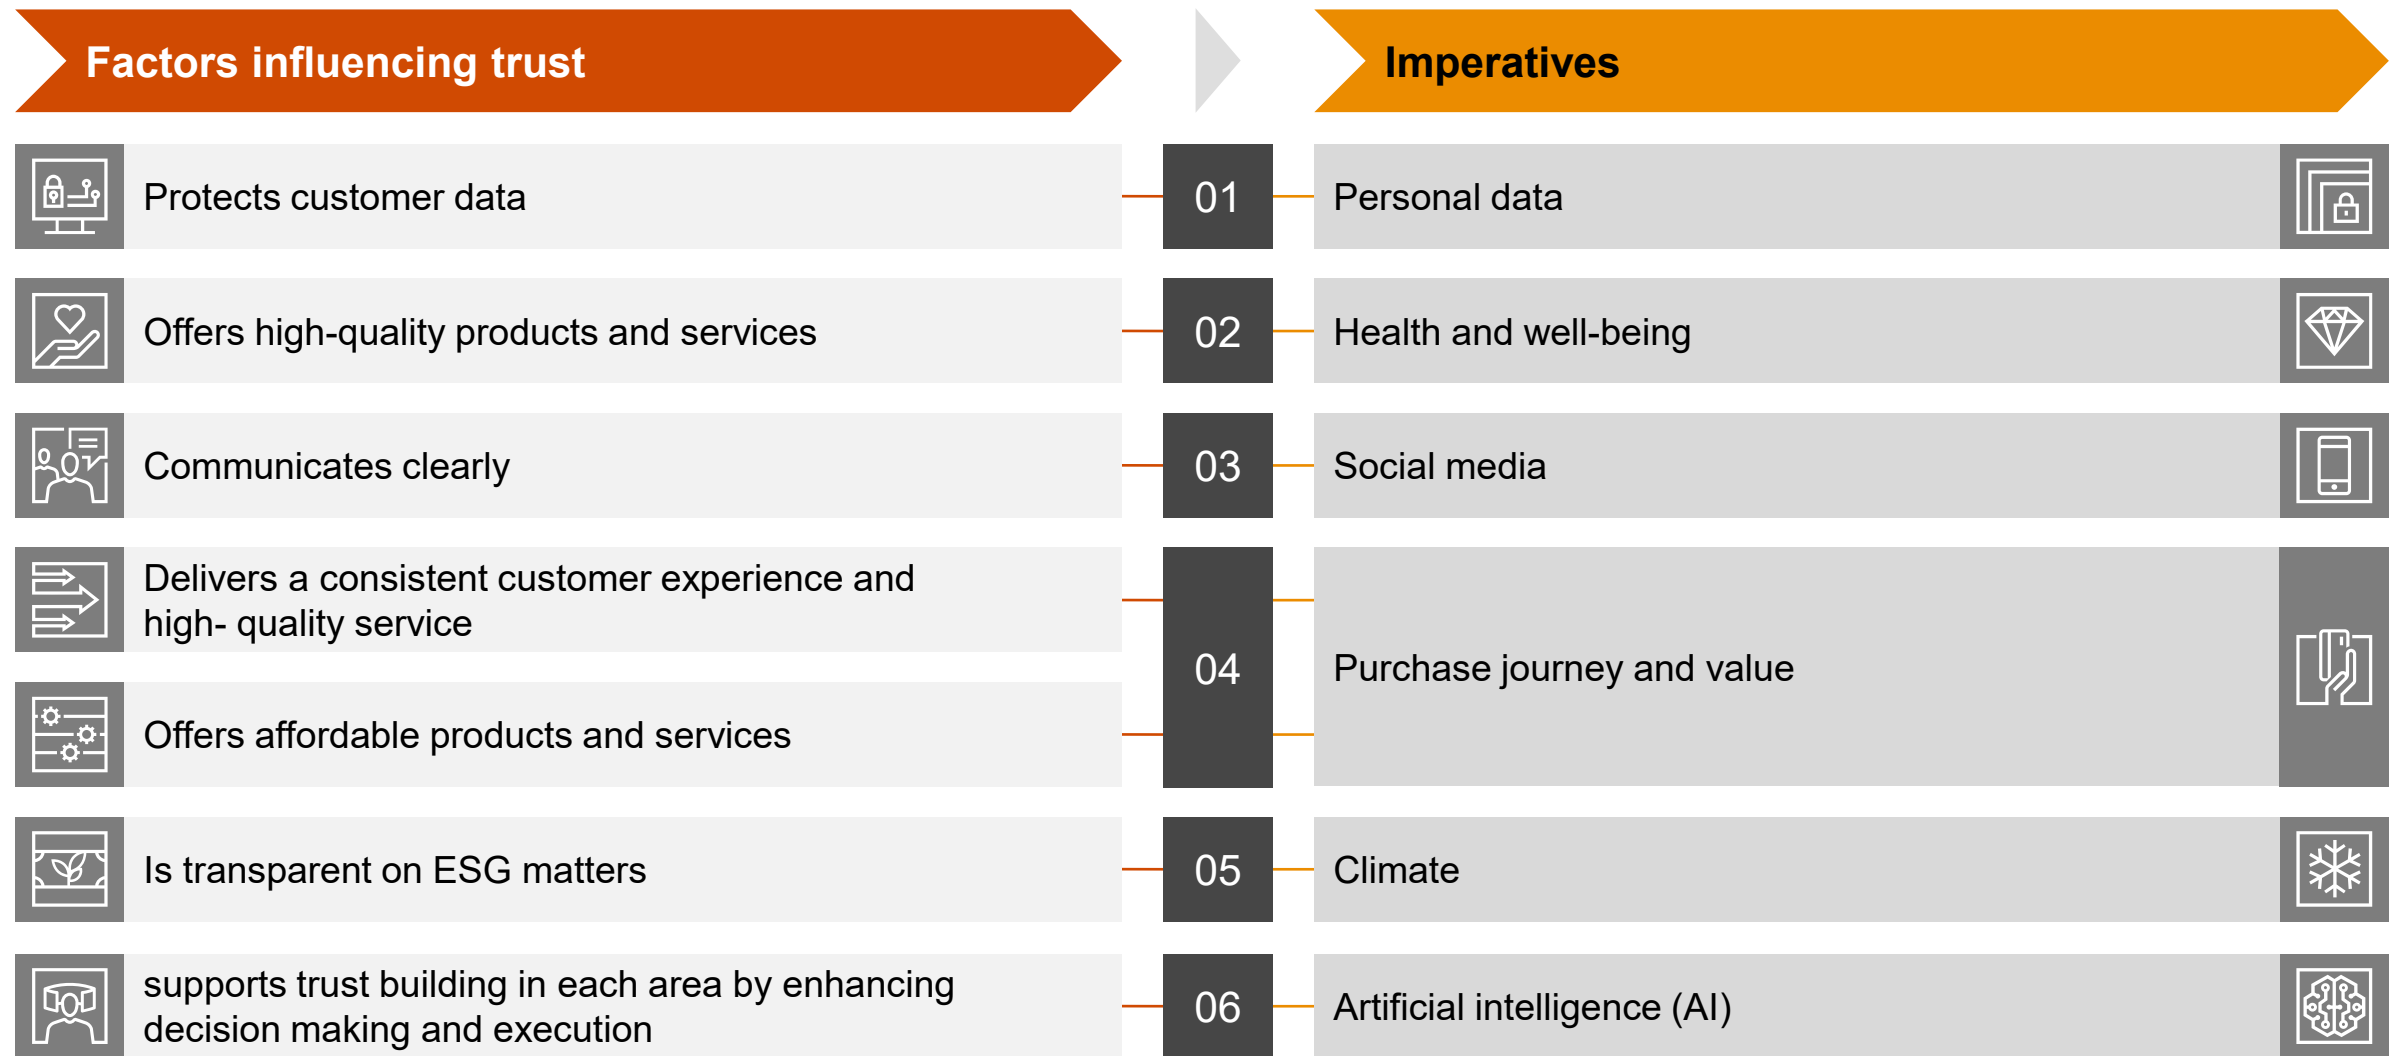 Factors influencing trust
Imperatives
Protects customer data
01
Personal data
Offers high-quality products and services
02
Health and well-being
Communicates clearly
03
Social media
Delivers a consistent customer experience and
high- quality service
04
Purchase journey and value
Offers affordable products and services
Is transparent on ESG matters
05
Climate
supports trust building in each area by enhancing
decision making and execution
06
Artificial intelligence (AI)